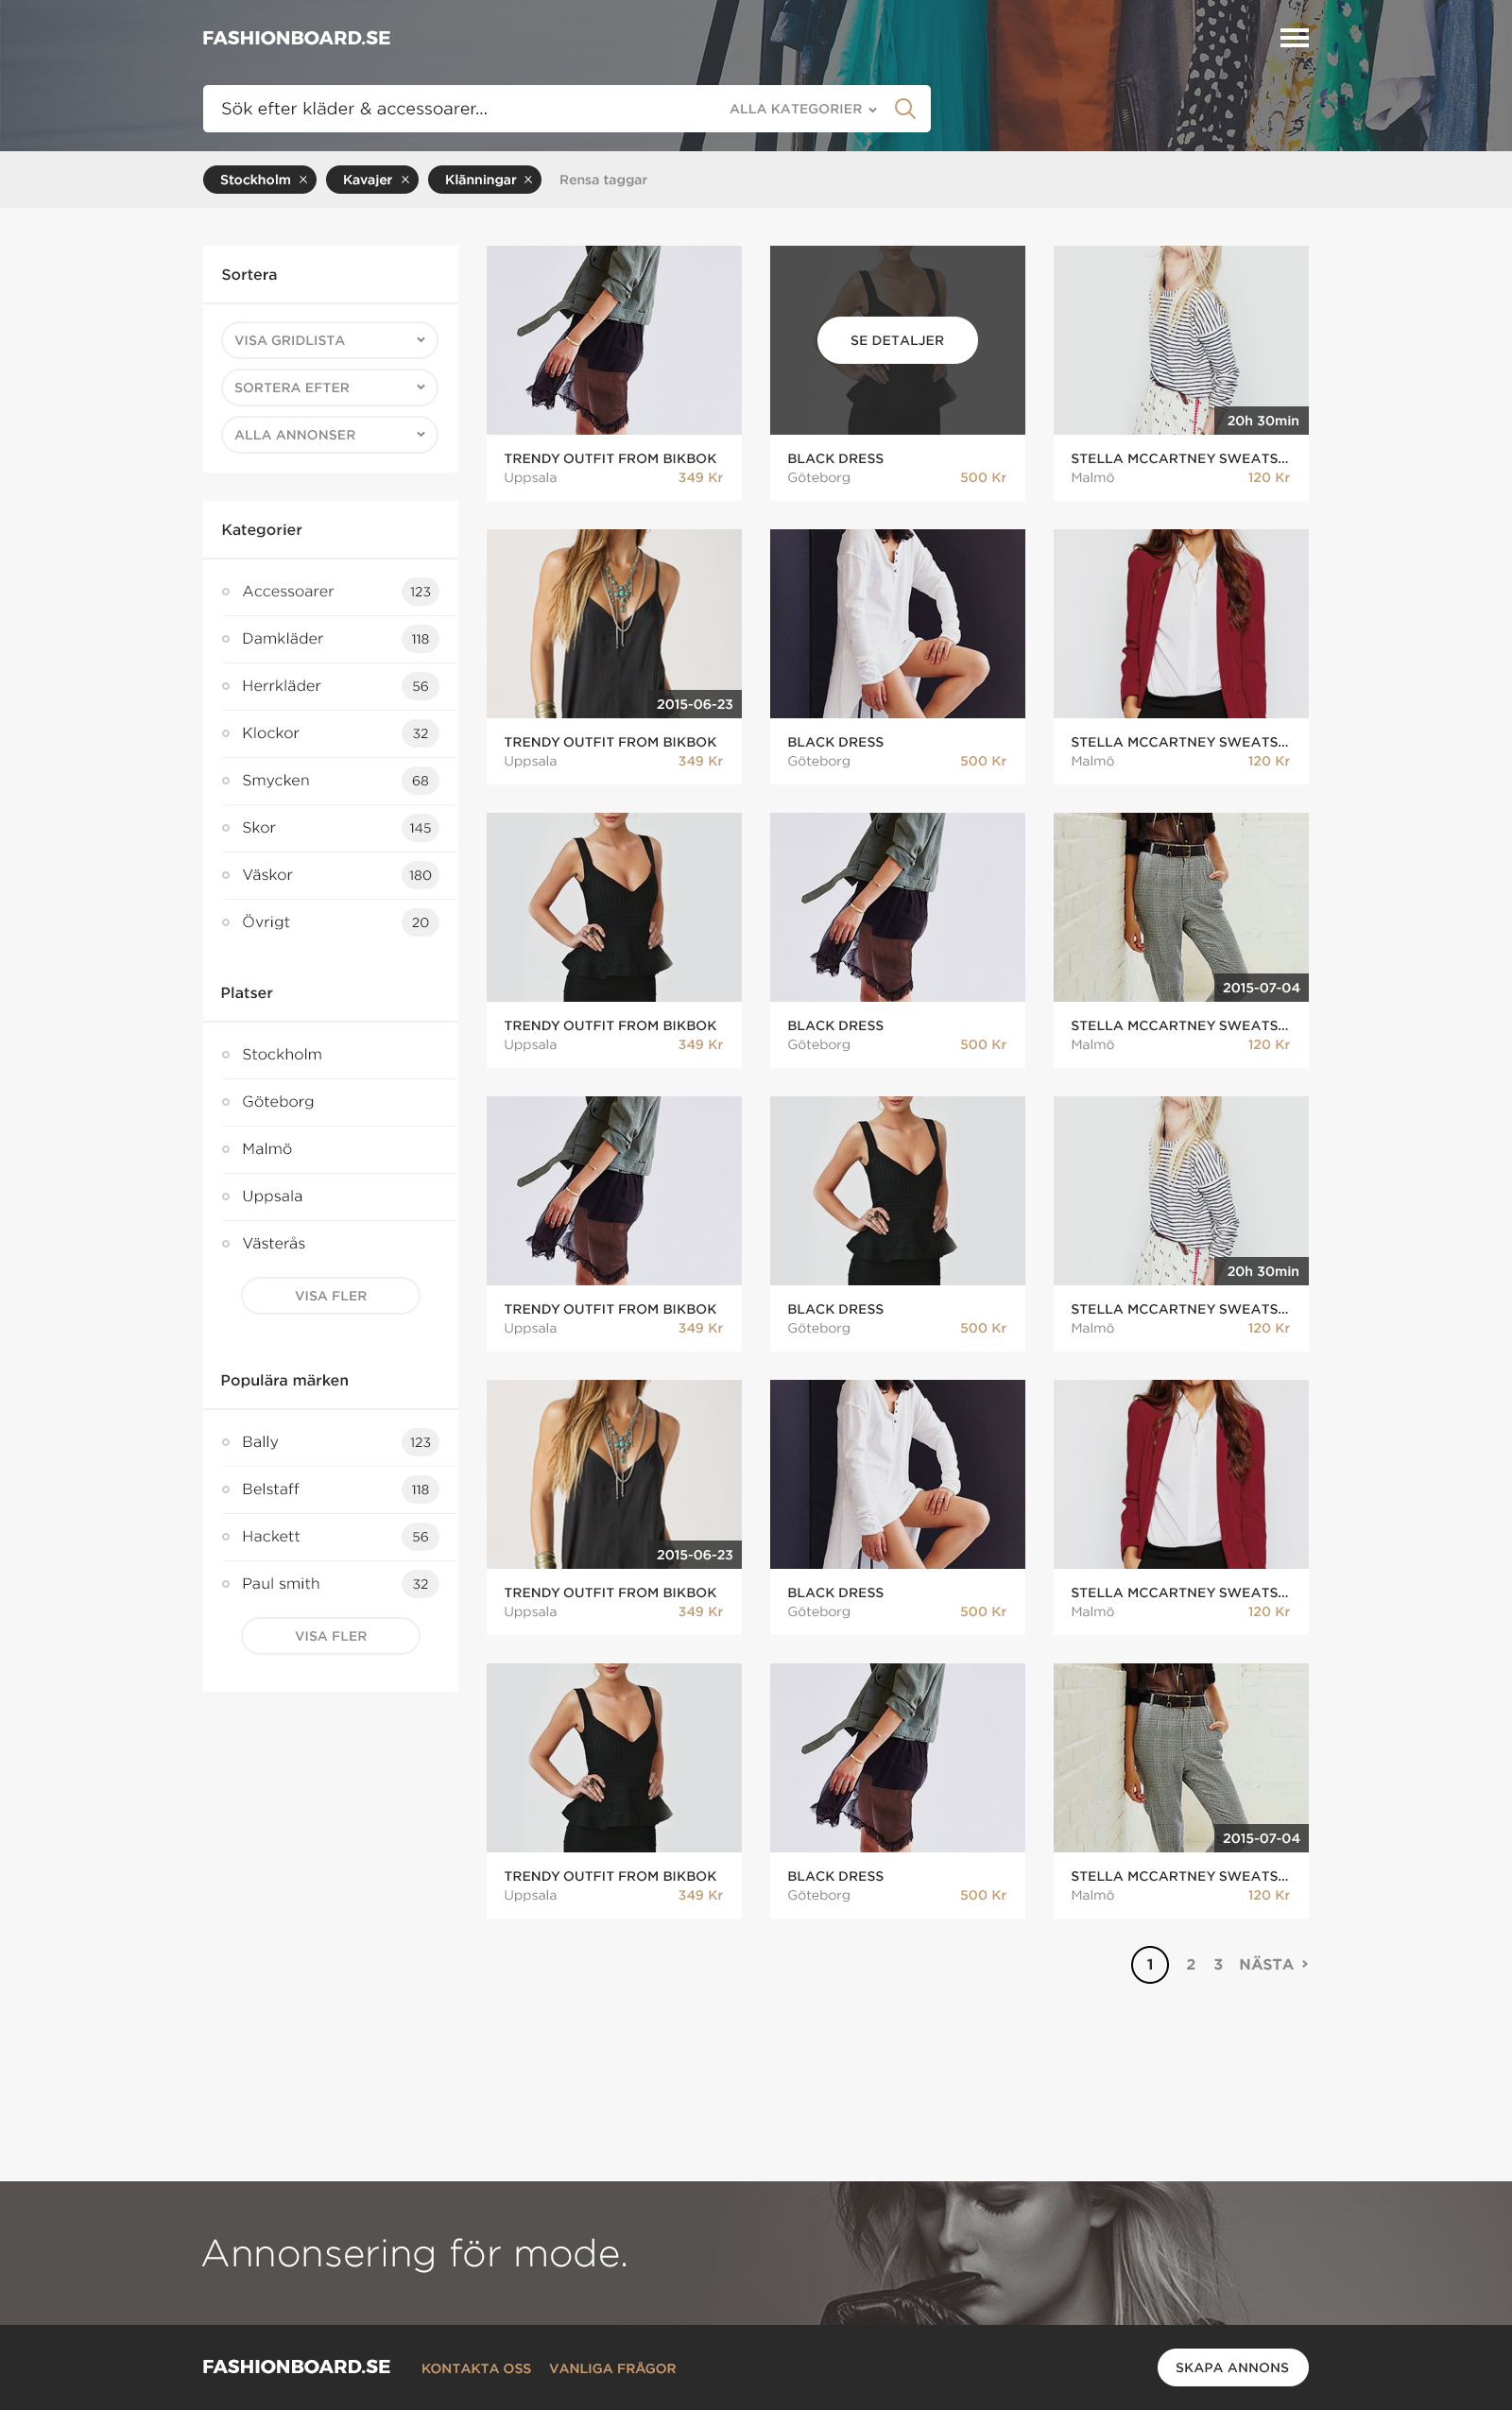 FASHIONBOARD.SE
Sök efter kläder & accessoarer...
ALLA KATEGORIER
Stockholm ×
Kavajer ×
Klänningar ×
Rensa taggar
Sortera
VISA GRIDLISTA
SORTERA EFTER
ALLA ANNONSER
Kategorier
Accessoarer 123
Damkläder 118
Herrkläder 56
Klockor 32
Smycken 68
Skor 145
Väskor 180
Övrigt 20
Platser
Stockholm
Göteborg
Malmö
Uppsala
Västerås
VISA FLER
Populära märken
Bally 123
Belstaff 118
Hackett 56
Paul smith 32
VISA FLER
TRENDY OUTFIT FROM BIKBOK
Uppsala 349 Kr
SE DETALJER
BLACK DRESS
Göteborg 500 Kr
20h 30min
STELLA MCCARTNEY SWEATS...
Malmö 120 Kr
2015-06-23
TRENDY OUTFIT FROM BIKBOK
Uppsala 349 Kr
BLACK DRESS
Göteborg 500 Kr
STELLA MCCARTNEY SWEATS...
Malmö 120 Kr
TRENDY OUTFIT FROM BIKBOK
Uppsala 349 Kr
BLACK DRESS
Göteborg 500 Kr
2015-07-04
STELLA MCCARTNEY SWEATS...
Malmö 120 Kr
TRENDY OUTFIT FROM BIKBOK
Uppsala 349 Kr
BLACK DRESS
Göteborg 500 Kr
20h 30min
STELLA MCCARTNEY SWEATS...
Malmö 120 Kr
2015-06-23
TRENDY OUTFIT FROM BIKBOK
Uppsala 349 Kr
BLACK DRESS
Göteborg 500 Kr
STELLA MCCARTNEY SWEATS...
Malmö 120 Kr
TRENDY OUTFIT FROM BIKBOK
Uppsala 349 Kr
BLACK DRESS
Göteborg 500 Kr
2015-07-04
STELLA MCCARTNEY SWEATS...
Malmö 120 Kr
1 2 3 NÄSTA >
Annonsering för mode.
FASHIONBOARD.SE
KONTAKTA OSS
VANLIGA FRÅGOR
SKAPA ANNONS